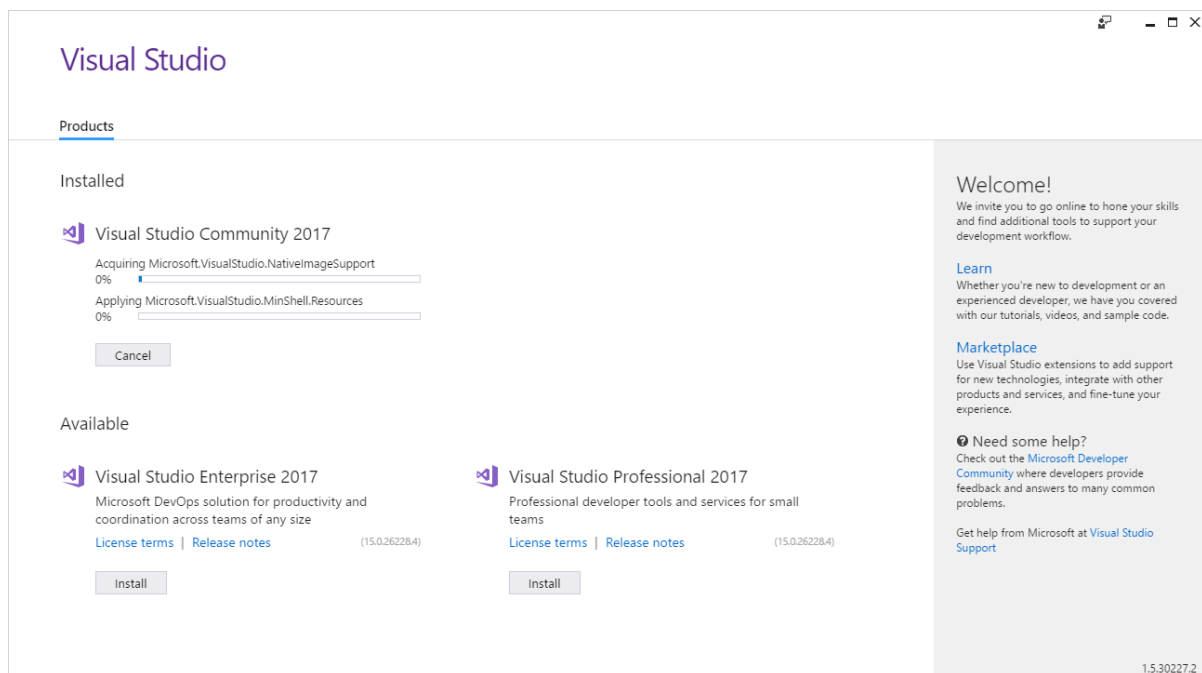 Visual Studio
Products
Installed
Visual Studio Community 2017
Acquiring Microsoft.VisualStudio.NativeImageSupport
0%
Applying Microsoft.VisualStudio.MinShell.Resources
0%
Cancel
Available
Visual Studio Enterprise 2017
Microsoft DevOps solution for productivity and
coordination across teams of any size
License terms | Release notes (15.0.26228.4)
Install
Visual Studio Professional 2017
Professional developer tools and services for small
teams
License terms | Release notes (15.0.26228.4)
Install
Welcome!
We invite you to go online to hone your skills
and find additional tools to support your
development workflow.
Learn
Whether you're new to development or an
experienced developer, we have you covered
with our tutorials, videos, and sample code.
Marketplace
Use Visual Studio extensions to add support
for new technologies, integrate with other
products and services, and fine-tune your
experience.
Need some help?
Check out the Microsoft Developer
Community where developers provide
feedback and answers to many common
problems.
Get help from Microsoft at Visual Studio
Support
1.5.30227.2